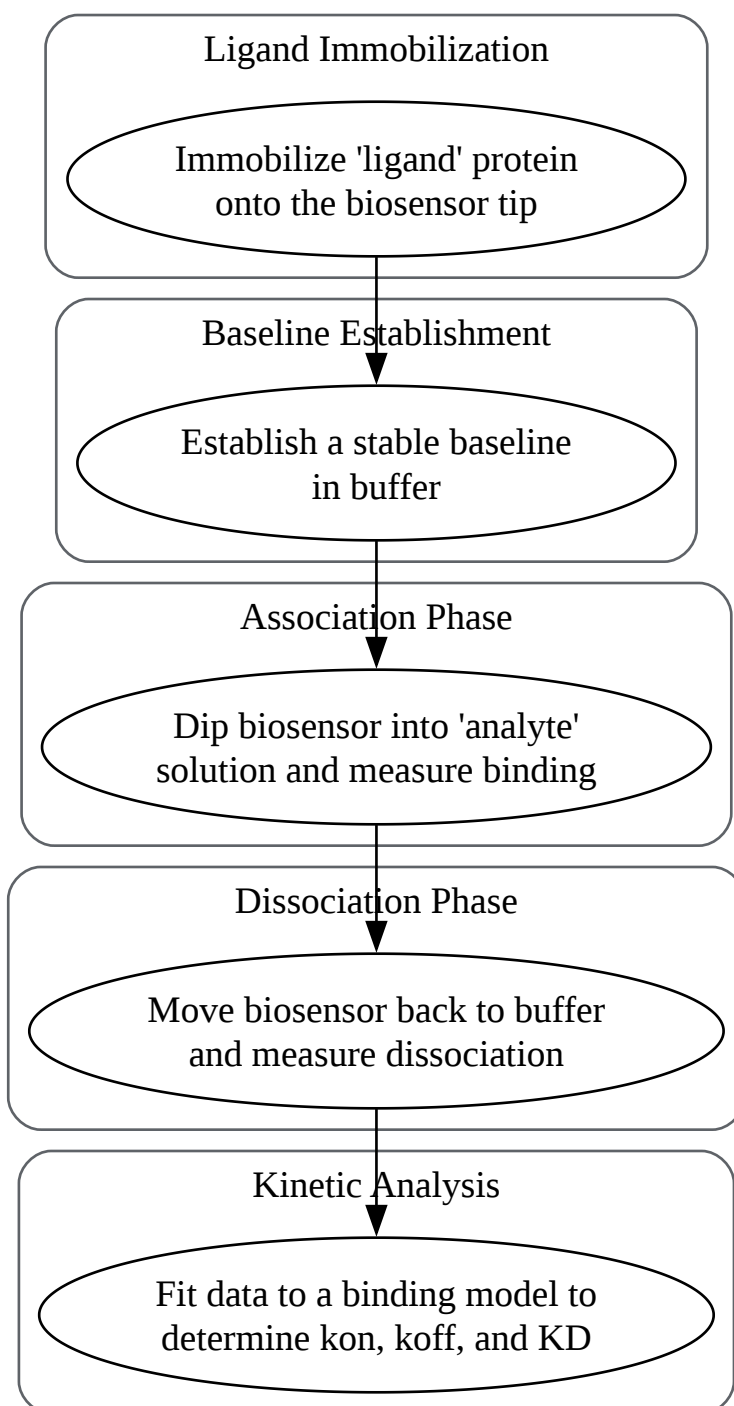 Ligand Immobilization
Immobilize 'ligand' protein
onto the biosensor tip
Baseline Establishment
Establish a stable baseline
in buffer
Association Phase
Dip biosensor into 'analyte'
solution and measure binding
Dissociation Phase
Move biosensor back to buffer
and measure dissociation
Kinetic Analysis
Fit data to a binding model to
determine kon, koff, and KD